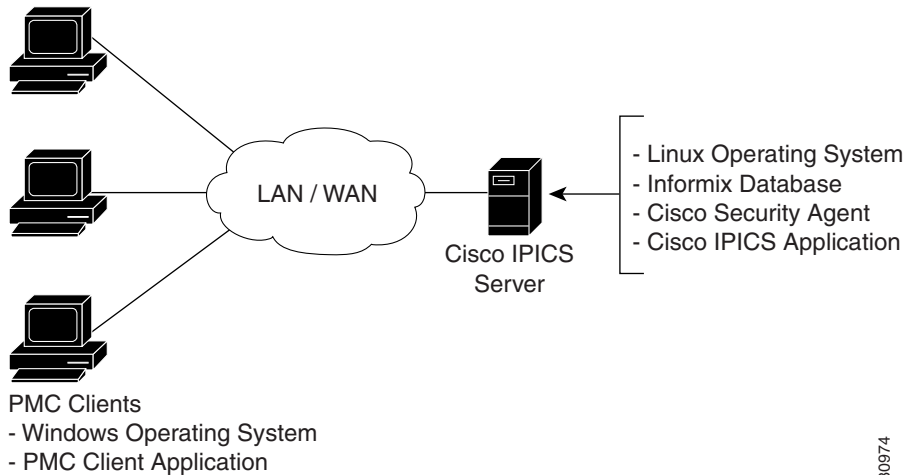 LAN / WAN
Cisco IPICS
Server
- Linux Operating System
- Informix Database
- Cisco Security Agent
- Cisco IPICS Application
PMC Clients
- Windows Operating System
- PMC Client Application